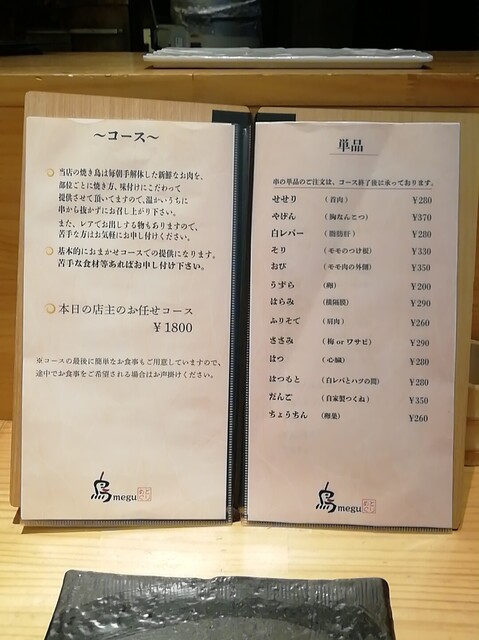 ～コース～
当店の焼き鳥は毎朝手解体した新鮮なお肉を、
部位ごとに焼き方、味付けにこだわって
提供させて頂いてますので、温かいうちに
串から抜かずにお召し上がり下さい。
また、レアでお出しする物もありますので、
苦手な方はお気軽にお申し付けください。
基本的におまかせコースでの提供になります。
苦手な食材等あればお申し付け下さい。
本日の店主のお任せコース
¥1800
※コースの最後に簡単なお食事もご用意していますので、
途中でお食事をご希望される場合はお声掛けください。
鳥megu
単品
串の単品のご注文は、コース終了後に承っております。
せせり (首肉) ¥280
やげん (胸なんこつ) ¥370
白レバー (脂肪肝) ¥280
そり (モモのつけ根) ¥330
おび (モモ肉の外側) ¥350
うずら (卵) ¥200
はらみ (横隔膜) ¥290
ふりそで (肩肉) ¥260
ささみ (梅 or ワサビ) ¥290
はつ (心臓) ¥280
はつもと (白レバとハツの間) ¥280
だんご (自家製つくね) ¥350
ちょうちん (卵巣) ¥260
鳥megu